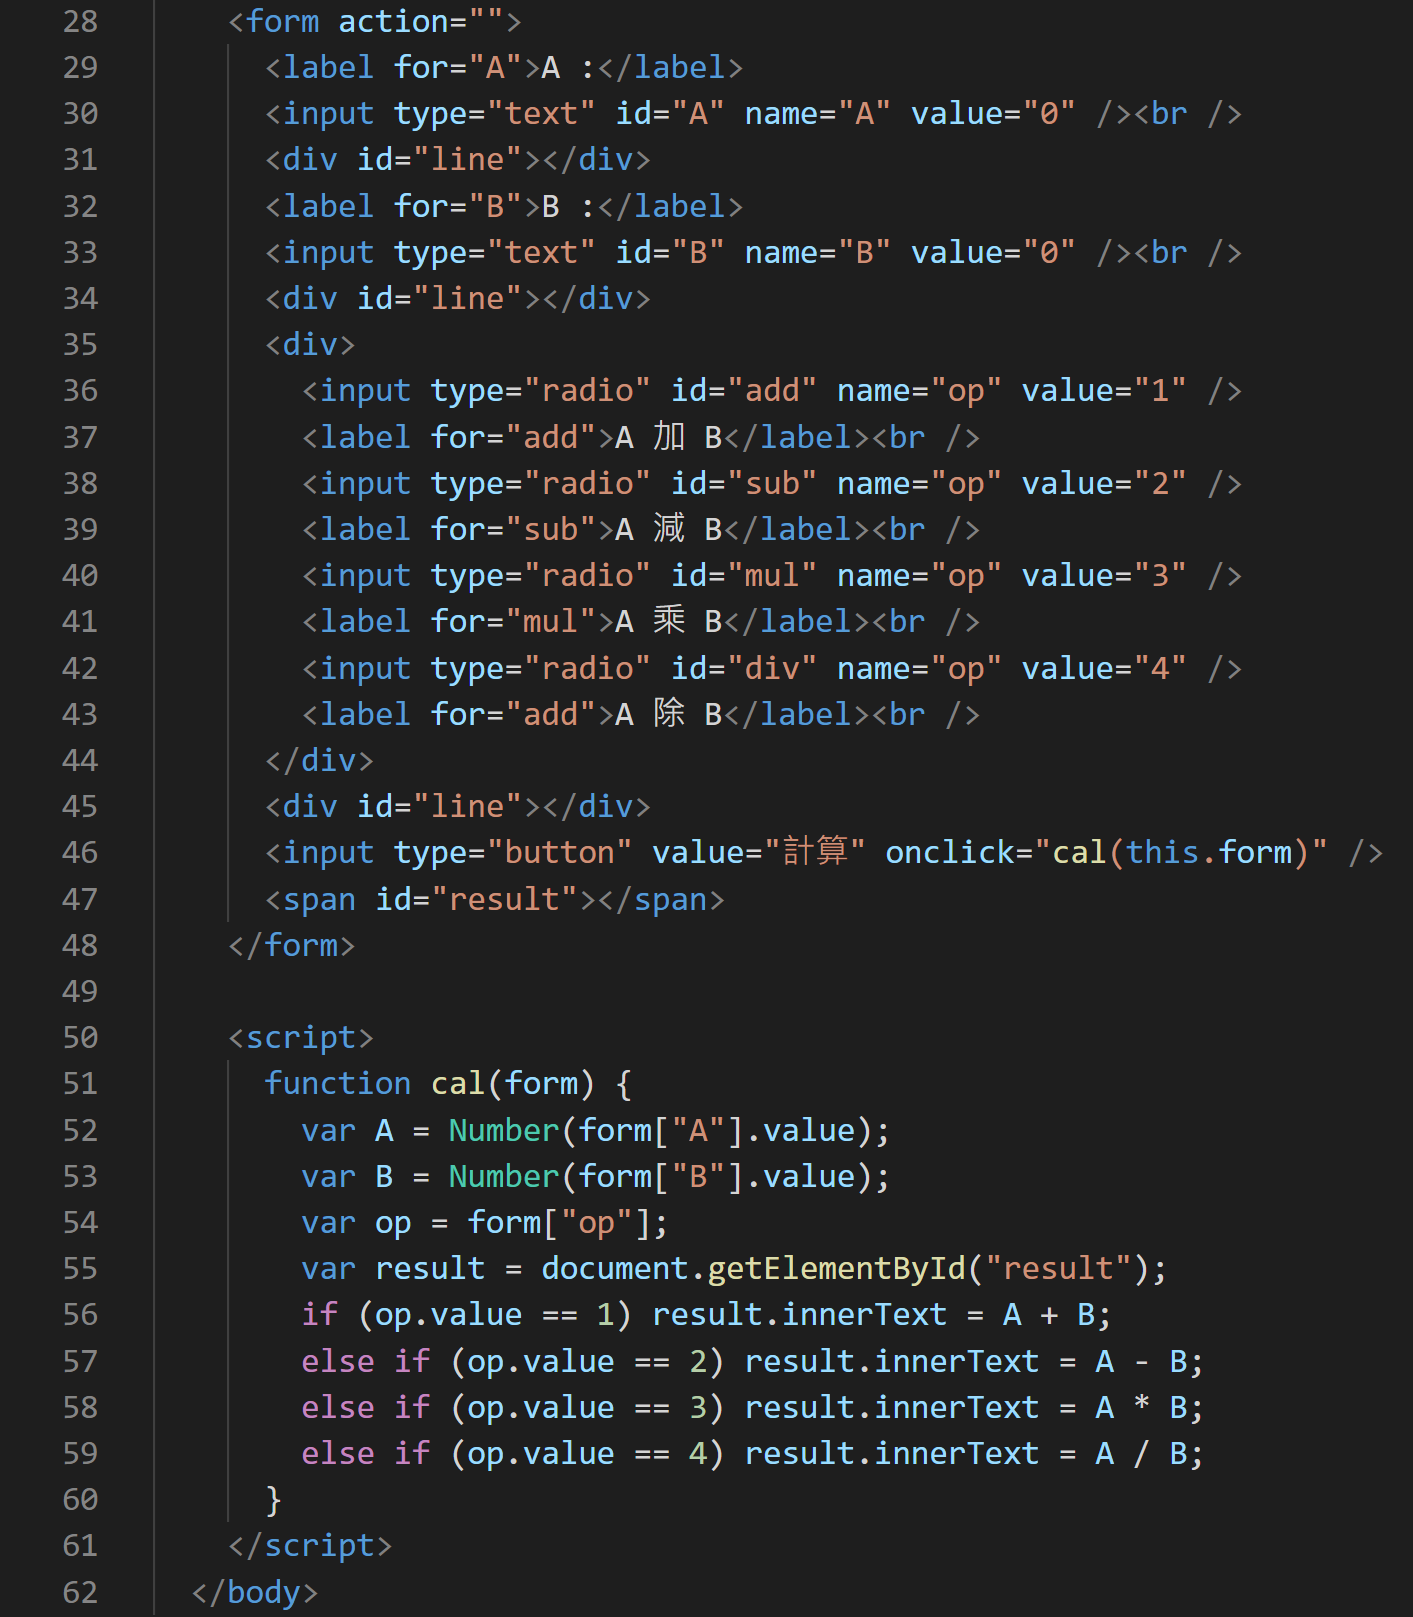 28 <form action="">
29 <label for="A">A :</label>
30 <input type="text" id="A" name="A" value="0" /><br />
31 <div id="line"></div>
32 <label for="B">B :</label>
33 <input type="text" id="B" name="B" value="0" /><br />
34 <div id="line"></div>
35 <div>
36 <input type="radio" id="add" name="op" value="1" />
37 <label for="add">A 加 B</label><br />
38 <input type="radio" id="sub" name="op" value="2" />
39 <label for="sub">A 減 B</label><br />
40 <input type="radio" id="mul" name="op" value="3" />
41 <label for="mul">A 乘 B</label><br />
42 <input type="radio" id="div" name="op" value="4" />
43 <label for="add">A 除 B</label><br />
44 </div>
45 <div id="line"></div>
46 <input type="button" value="計算" onclick="cal(this.form)" />
47 <span id="result"></span>
48 </form>
49
50 <script>
51 function cal(form) {
52 var A = Number(form["A"].value);
53 var B = Number(form["B"].value);
54 var op = form["op"];
55 var result = document.getElementById("result");
56 if (op.value == 1) result.innerText = A + B;
57 else if (op.value == 2) result.innerText = A - B;
58 else if (op.value == 3) result.innerText = A * B;
59 else if (op.value == 4) result.innerText = A / B;
60 }
61 </script>
62 </body>